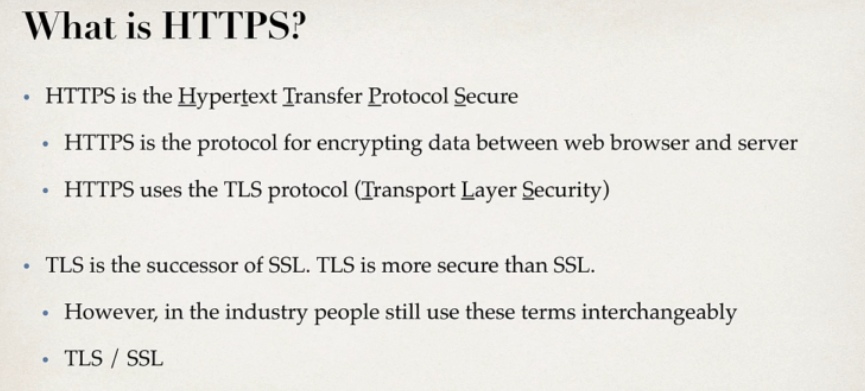 What is HTTPS?
• HTTPS is the Hypertext Transfer Protocol Secure
• HTTPS is the protocol for encrypting data between web browser and server
• HTTPS uses the TLS protocol (Transport Layer Security)
• TLS is the successor of SSL. TLS is more secure than SSL.
• However, in the industry people still use these terms interchangeably
• TLS / SSL